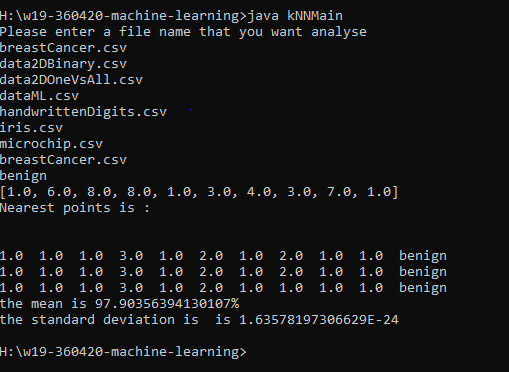 H:\w19-360420-machine-learning>java kNNMain
Please enter a file name that you want analyse
breastCancer.csv
data2DBinary.csv
data2DOneVsAll.csv
dataML.csv
handwrittenDigits.csv
iris.csv
microchip.csv
breastCancer.csv
benign
[1.0, 6.0, 8.0, 8.0, 1.0, 3.0, 4.0, 3.0, 7.0, 1.0]
Nearest points is :
1.0  1.0  1.0  3.0  1.0  2.0  1.0  2.0  1.0  1.0  benign
1.0  1.0  1.0  3.0  1.0  2.0  1.0  2.0  1.0  1.0  benign
1.0  1.0  1.0  3.0  1.0  2.0  1.0  1.0  1.0  1.0  benign
the mean is 97.90356394130107%
the standard deviation is  is 1.63578197306629E-24
H:\w19-360420-machine-learning>